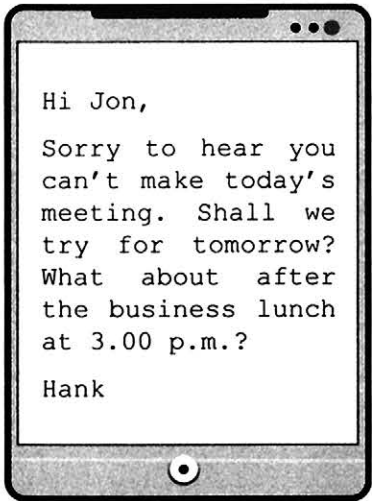 Hi Jon,
Sorry to hear you
can't make today's
meeting. Shall we
try for tomorrow?
What about after
the business lunch
at 3.00 p.m.?
Hank